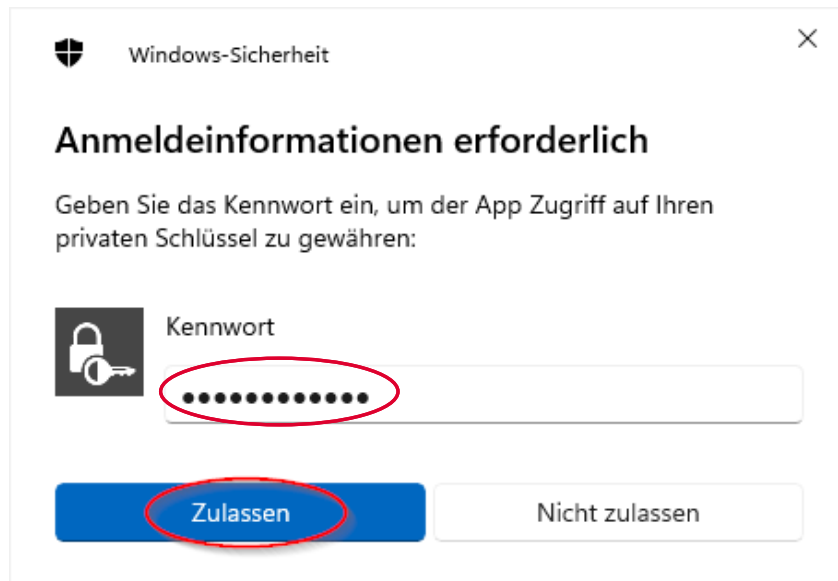 Windows-Sicherheit
Anmeldeinformationen erforderlich
Geben Sie das Kennwort ein, um der App Zugriff auf Ihren
privaten Schlüssel zu gewähren:
Kennwort
●●●●●●●●●●●●
Zulassen
Nicht zulassen